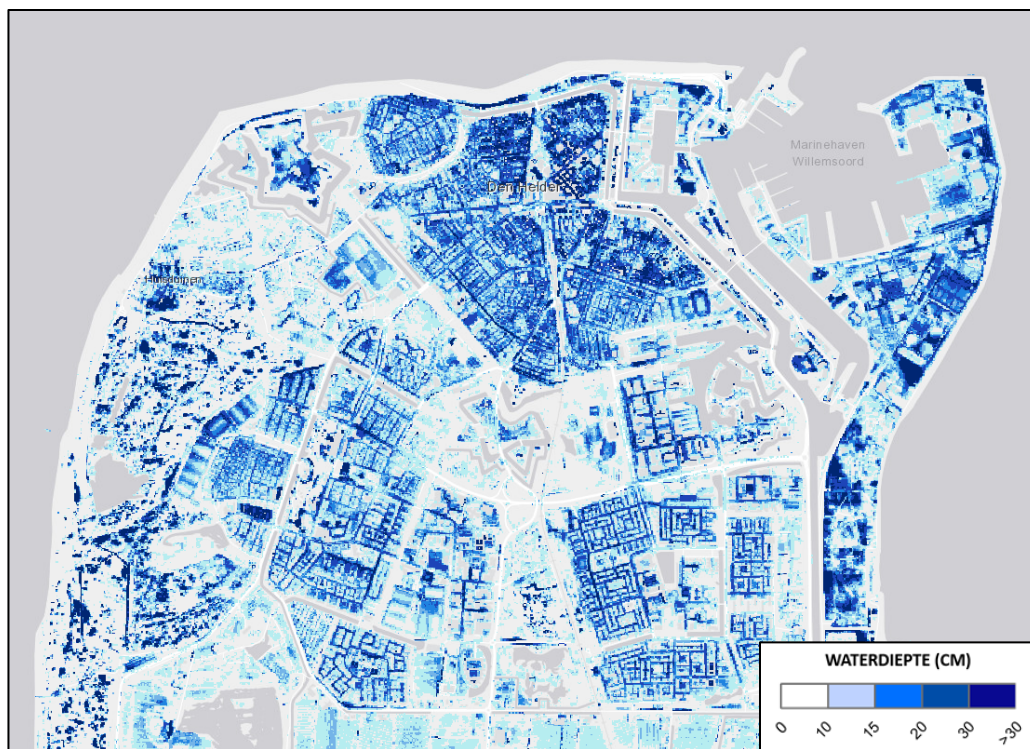 Marinehaven
Willemsoord
Den Helder
Huisduinen
WATERDIEPTE (CM)
0 10 15 20 30 >30